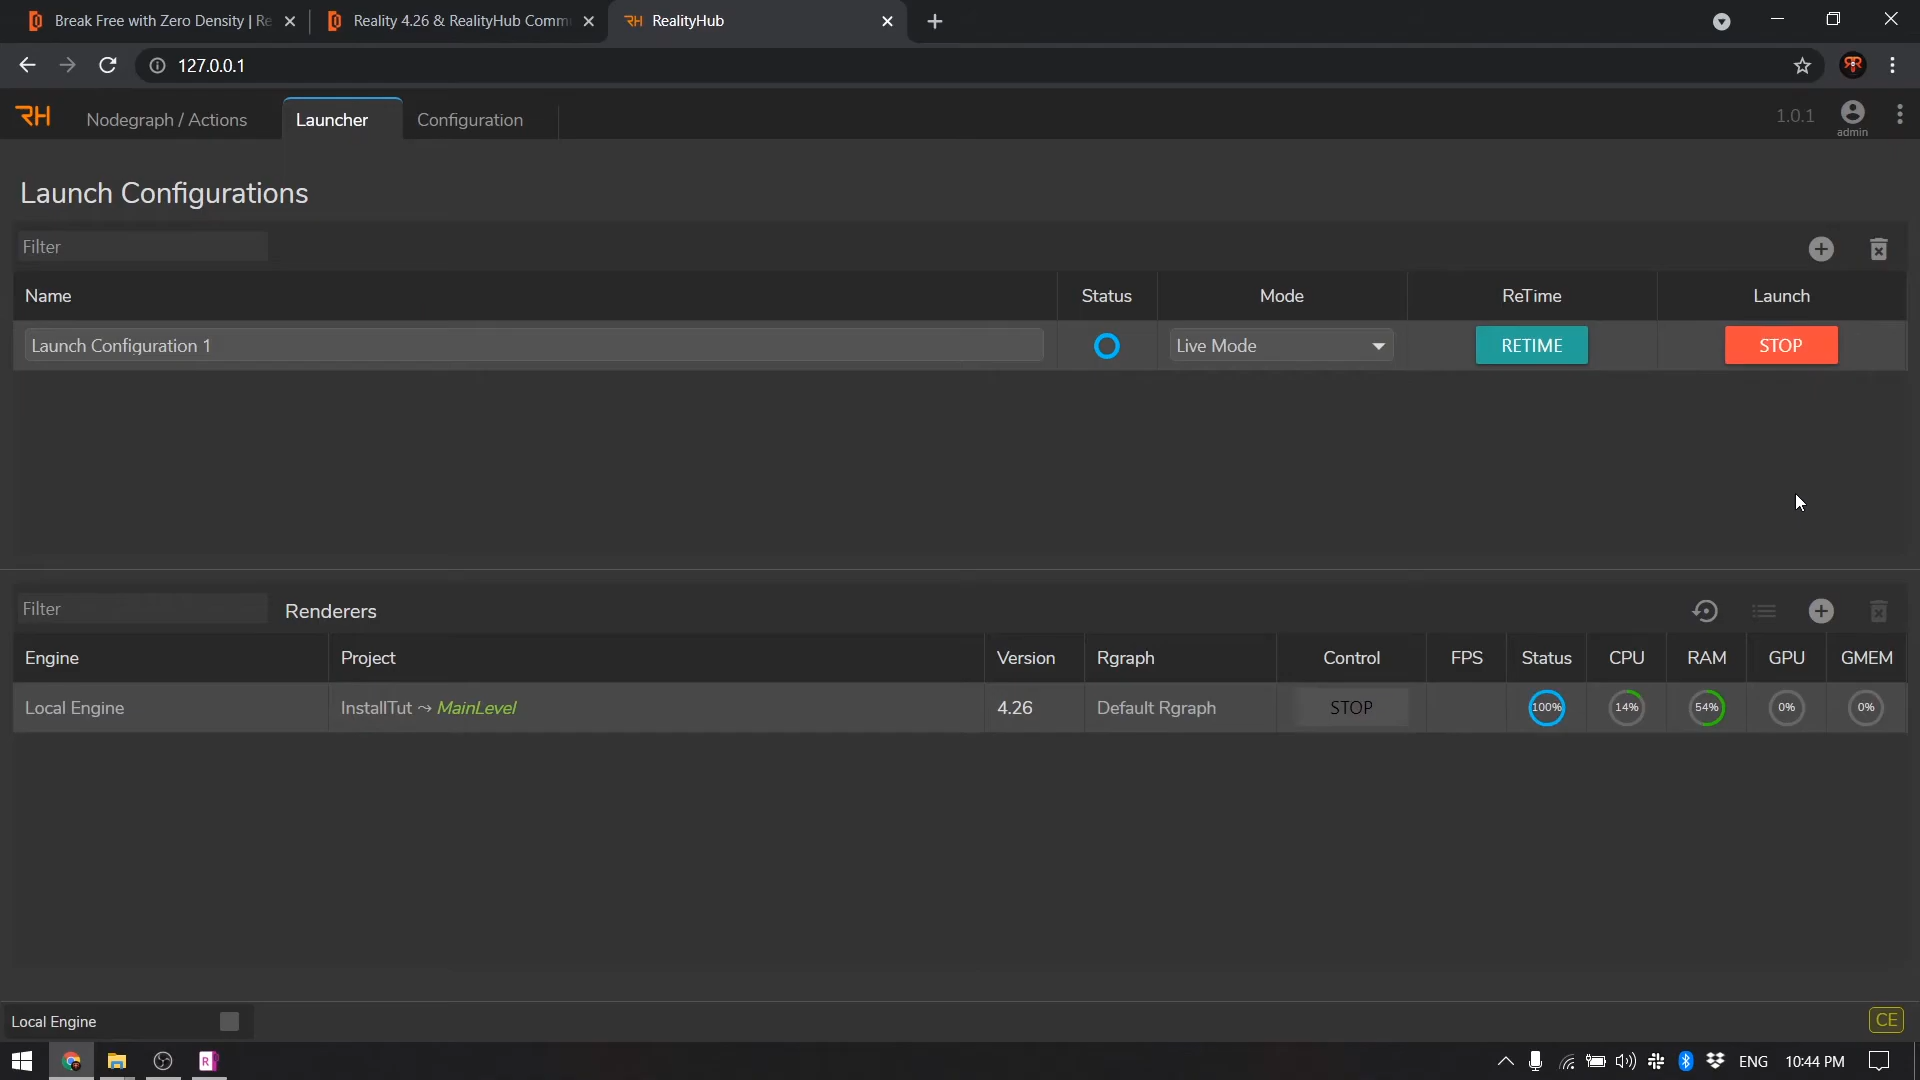 Break Free with Zero Density | Re
Reality 4.26 & RealityHub Comm
RH RealityHub
127.0.0.1
RH
Nodegraph / Actions
Launcher
Configuration
1.0.1
admin
Launch Configurations
Filter
Name
Status
Mode
ReTime
Launch
Launch Configuration 1
Live Mode
RETIME
STOP
Filter
Renderers
Engine
Project
Version
Rgraph
Control
FPS
Status
CPU
RAM
GPU
GMEM
Local Engine
InstallTut ⤳ MainLevel
4.26
Default Rgraph
STOP
100%
14%
54%
0%
0%
Local Engine
CE
R
ENG
10:44 PM